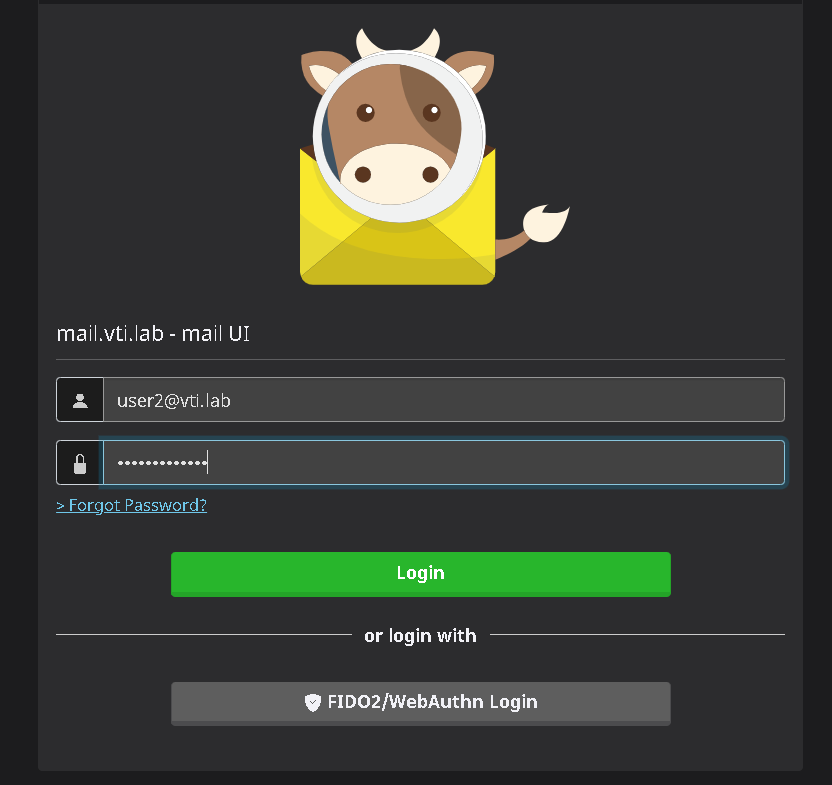 mail.vti.lab - mail UI
user2@vti.lab
•••••••••••••
> Forgot Password?
Login
or login with
FIDO2/WebAuthn Login